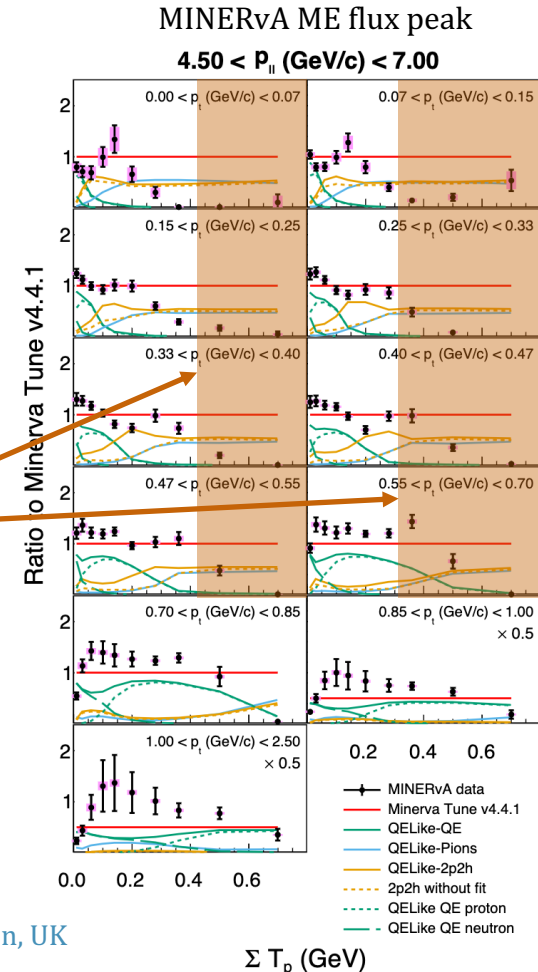 MINERvA ME flux peak
4.50 < p|| (GeV/c) < 7.00
0.00 < pt (GeV/c) < 0.07
0.07 < pt (GeV/c) < 0.15
2
1
0.15 < pt (GeV/c) < 0.25
0.25 < pt (GeV/c) < 0.33
2
1
0.33 < pt (GeV/c) < 0.40
0.40 < pt (GeV/c) < 0.47
2
1
0.47 < pt (GeV/c) < 0.55
0.55 < pt (GeV/c) < 0.70
2
1
0.70 < pt (GeV/c) < 0.85
0.85 < pt (GeV/c) < 1.00
× 0.5
2
1
1.00 < pt (GeV/c) < 2.50
× 0.5
2
1
Ratio to Minerva Tune v4.4.1
0.2 0.4 0.6
MINERvA data
Minerva Tune v4.4.1
QELike-QE
QELike-Pions
QELike-2p2h
2p2h without fit
QELike QE proton
QELike QE neutron
0.0 0.2 0.4 0.6
n, UK
Σ Tp (GeV)